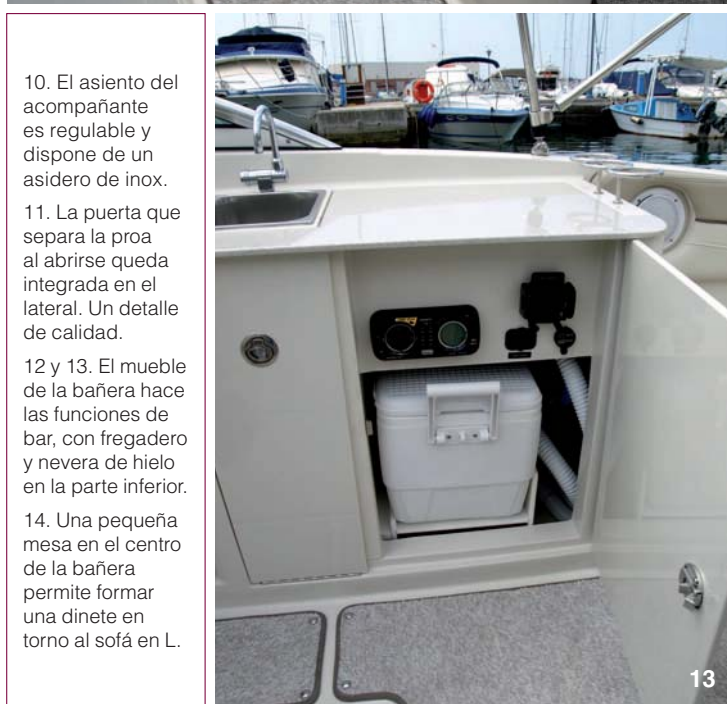 10. El asiento del
acompañante
es regulable y
dispone de un
asidero de inox.
11. La puerta que
separa la proa
al abrirse queda
integrada en el
lateral. Un detalle
de calidad.
12 y 13. El mueble
de la bañera hace
las funciones de
bar, con fregadero
y nevera de hielo
en la parte inferior.
14. Una pequeña
mesa en el centro
de la bañera
permite formar
una dinete en
torno al sofá en L.
13